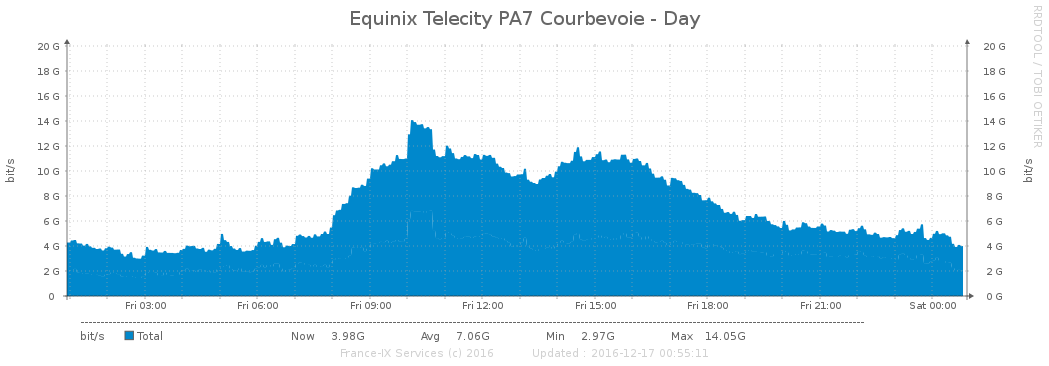 Equinix Telecity PA7 Courbevoie - Day
RRDTOOL / TOBI OETIKER
20 G 20 G
18 G 18 G
16 G 16 G
14 G 14 G
12 G 12 G
10 G 10 G
8 G 8 G
6 G 6 G
4 G 4 G
2 G 2 G
0 0 G
bit/s bit/s
Fri 03:00 Fri 06:00 Fri 09:00 Fri 12:00 Fri 15:00 Fri 18:00 Fri 21:00 Sat 00:00
bit/s Total Now 3.98G Avg 7.06G Min 2.97G Max 14.05G
France-IX Services (c) 2016 Updated : 2016-12-17 00:55:11